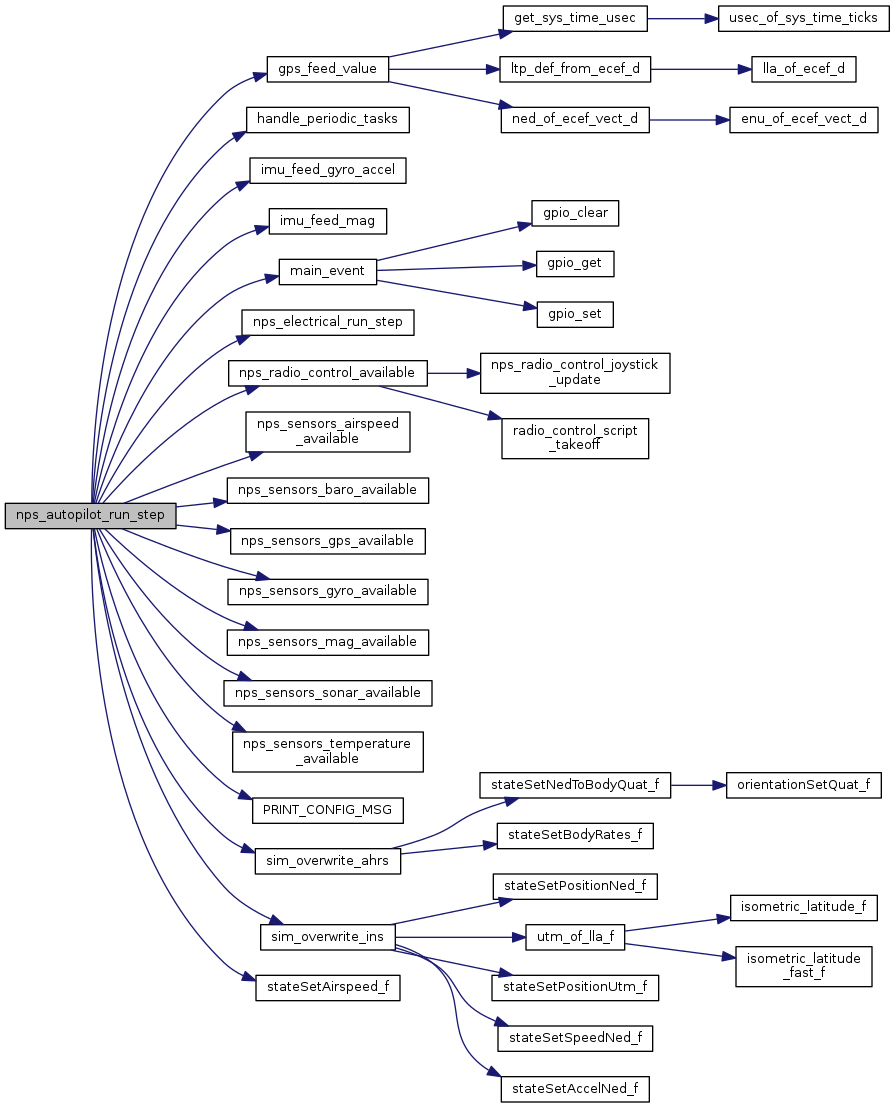 get_sys_time_usec
usec_of_sys_time_ticks
gps_feed_value
ltp_def_from_ecef_d
lla_of_ecef_d
handle_periodic_tasks
ned_of_ecef_vect_d
enu_of_ecef_vect_d
imu_feed_gyro_accel
imu_feed_mag
gpio_clear
main_event
gpio_get
gpio_set
nps_electrical_run_step
nps_radio_control_available
nps_radio_control_joystick
_update
nps_sensors_airspeed
_available
radio_control_script
_takeoff
nps_sensors_baro_available
nps_autopilot_run_step
nps_sensors_gps_available
nps_sensors_gyro_available
nps_sensors_mag_available
nps_sensors_sonar_available
nps_sensors_temperature
_available
stateSetNedToBodyQuat_f
orientationSetQuat_f
PRINT_CONFIG_MSG
stateSetBodyRates_f
sim_overwrite_ahrs
stateSetPositionNed_f
isometric_latitude_f
sim_overwrite_ins
utm_of_lla_f
isometric_latitude
_fast_f
stateSetAirspeed_f
stateSetPositionUtm_f
stateSetSpeedNed_f
stateSetAccelNed_f